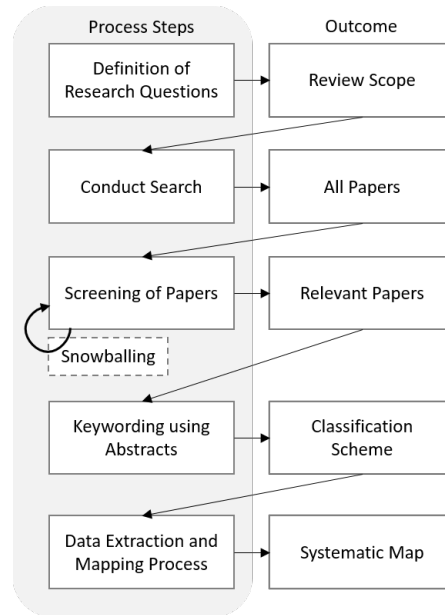 Process Steps
Outcome
Definition of
Research Questions
Review Scope
Conduct Search
All Papers
Screening of Papers
Relevant Papers
Snowballing
Keywording using
Abstracts
Classification
Scheme
Data Extraction and
Mapping Process
Systematic Map